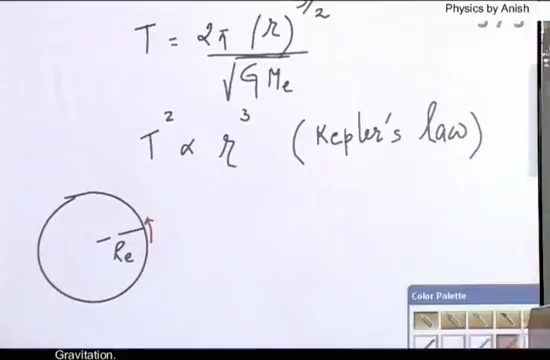 Physics by Anish
T = 2π (r)^3/2 / √GMe
T² ∝ r³ (Kepler's law)
Re
Color Palette
Gravitation.